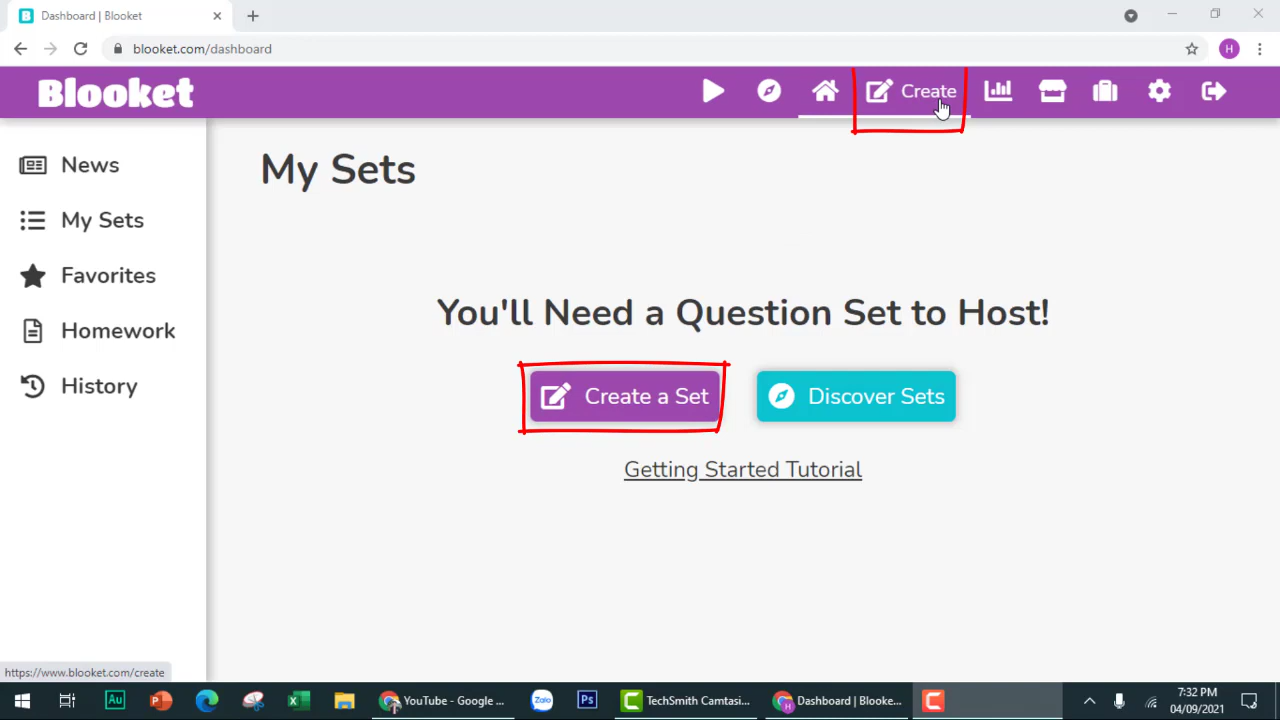 Dashboard | Blooket
blooket.com/dashboard
H
Blooket
Create
News
My Sets
Favorites
Homework
History
My Sets
You'll Need a Question Set to Host!
Create a Set
Discover Sets
Getting Started Tutorial
https://www.blooket.com/create
YouTube - Google ...
Zalo
Ps
TechSmith Camtasi...
Dashboard | Blooke...
Au
7:32 PM
04/09/2021